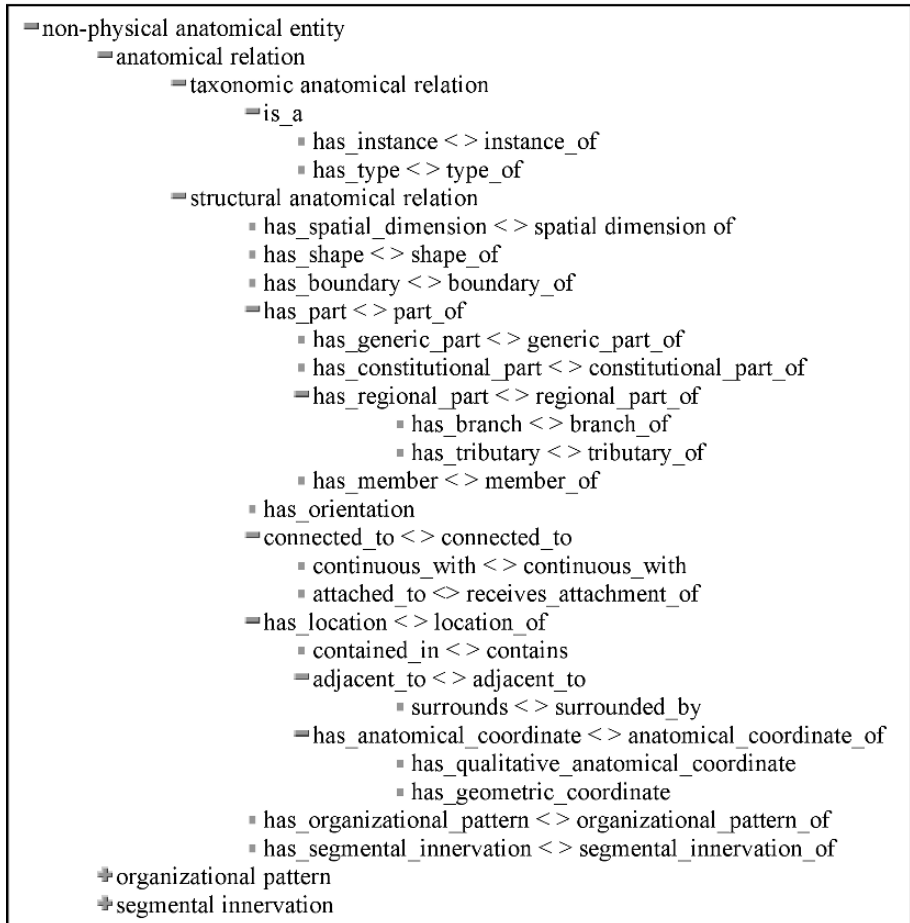 non-physical anatomical entity
anatomical relation
taxonomic anatomical relation
is_a
has_instance < > instance_of
has_type < > type_of
structural anatomical relation
has_spatial_dimension < > spatial dimension of
has_shape < > shape_of
has_boundary < > boundary_of
has_part < > part_of
has_generic_part < > generic_part_of
has_constitutional_part < > constitutional_part_of
has_regional_part < > regional_part_of
has_branch < > branch_of
has_tributary < > tributary_of
has_member < > member_of
has_orientation
connected_to < > connected_to
continuous_with < > continuous_with
attached_to <> receives_attachment_of
has_location < > location_of
contained_in < > contains
adjacent_to < > adjacent_to
surrounds < > surrounded_by
has_anatomical_coordinate < > anatomical_coordinate_of
has_qualitative_anatomical_coordinate
has_geometric_coordinate
has_organizational_pattern < > organizational_pattern_of
has_segmental_innervation < > segmental_innervation_of
organizational pattern
segmental innervation